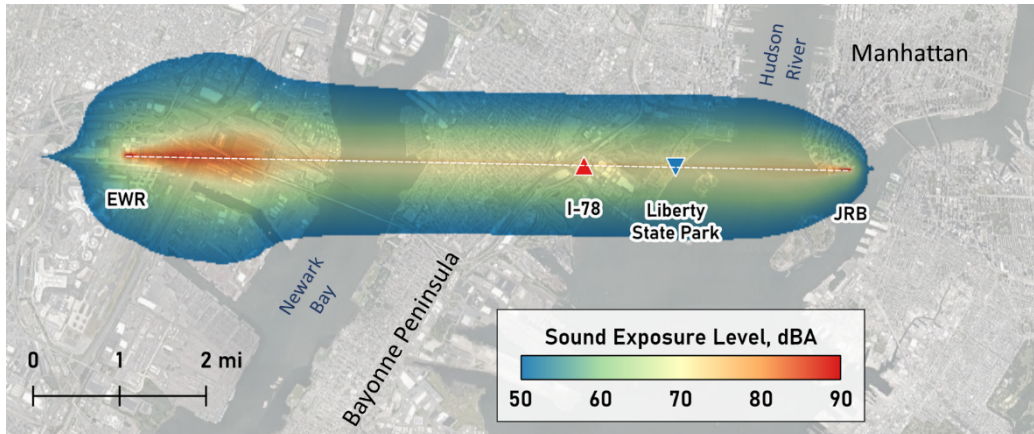 Hudson
River
Manhattan
EWR
I-78
Liberty
State Park
JRB
Newark
Bay
Bayonne Peninsula
0 1 2 mi
Sound Exposure Level, dBA
50 60 70 80 90